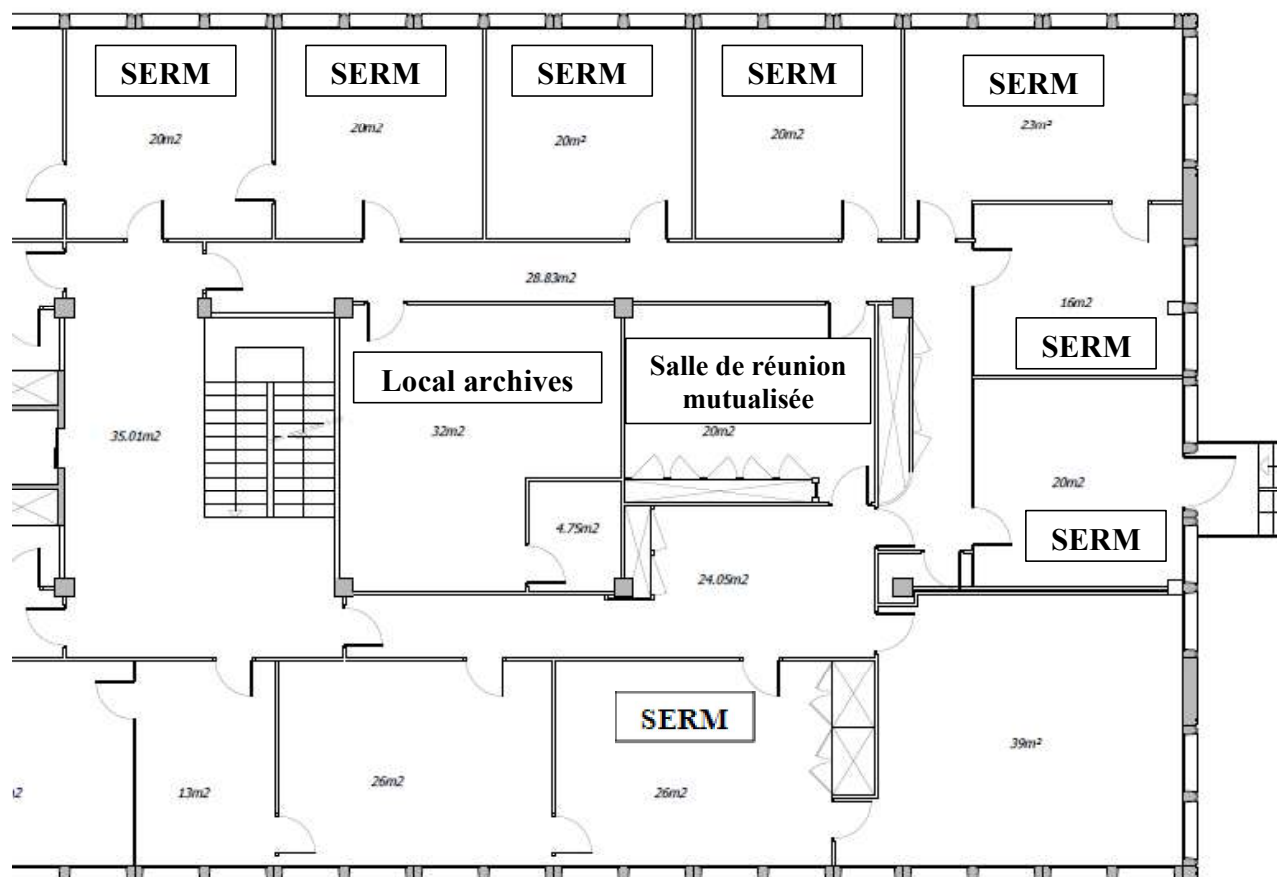 SERM
SERM
SERM
SERM
SERM
20m2
20m2
20m²
20m2
23m²
28.83m2
16m2
SERM
Local archives
Salle de réunion
mutualisée
35.01m2
32m2
20m2
20m2
4.75m2
SERM
24.05m2
SERM
39m²
13m2
26m2
26m2